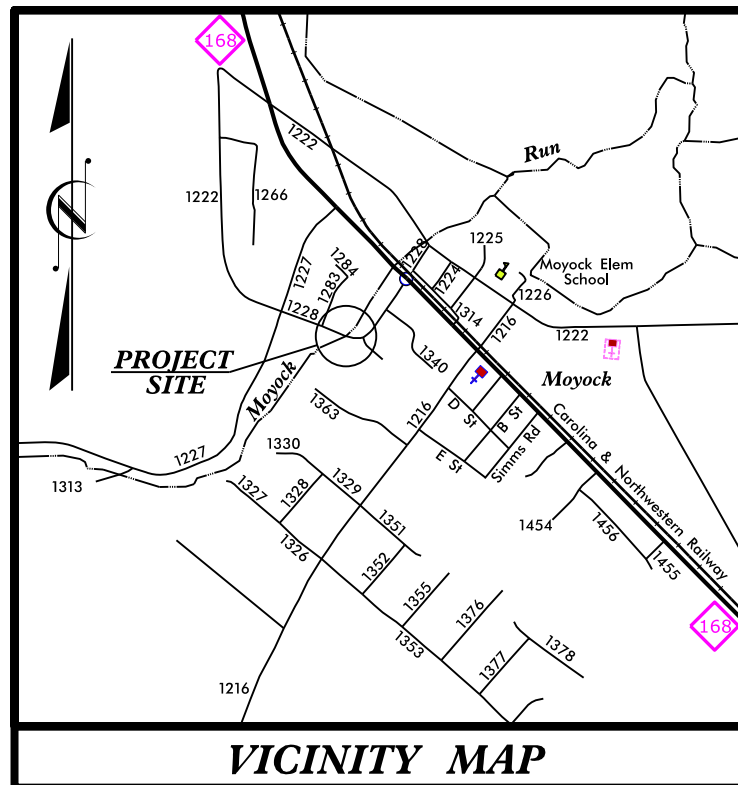 168
1222
Run
1222
1266
1225
1228
1284
1227
1283
1224
Moyock Elem
School
1226
1228
1314
1216
1222
PROJECT
SITE
Moyock
1340
Moyock
1363
1216
D St
B St
Carolina & Northwestern Railway
E St
Simms Rd
1330
1227
1313
1327
1328
1329
1351
1454
1456
1455
1326
1352
1355
1376
168
1353
1377
1378
1216
N
VICINITY MAP